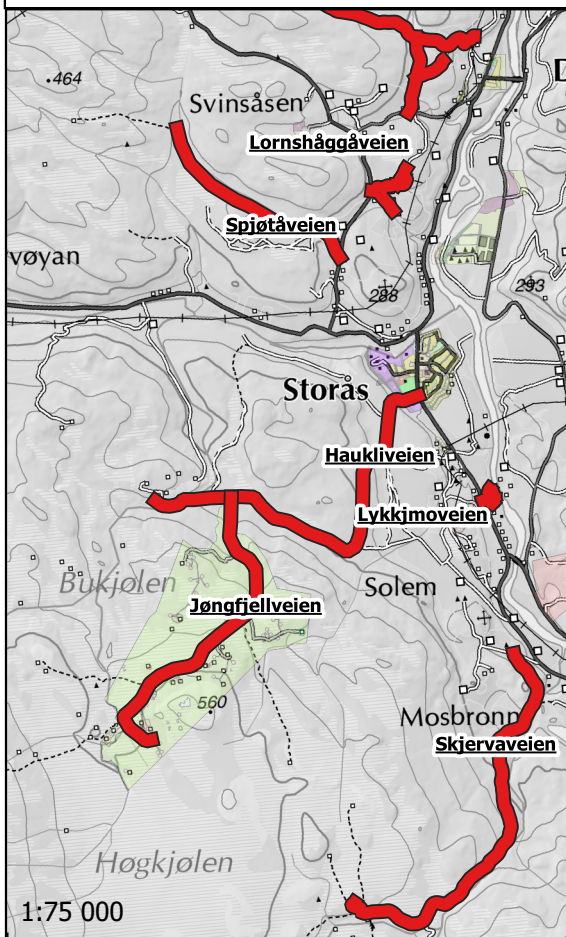 464
Svinsåsen
D
Lornshåggåveien
Spjøtåveien
vøyan
288
293
Storås
Haukliveien
Lykkjmoveien
Bukjølen
Solem
Jøngfjellveien
560
Mosbronn
Skjervaveien
Høgkjølen
1:75 000